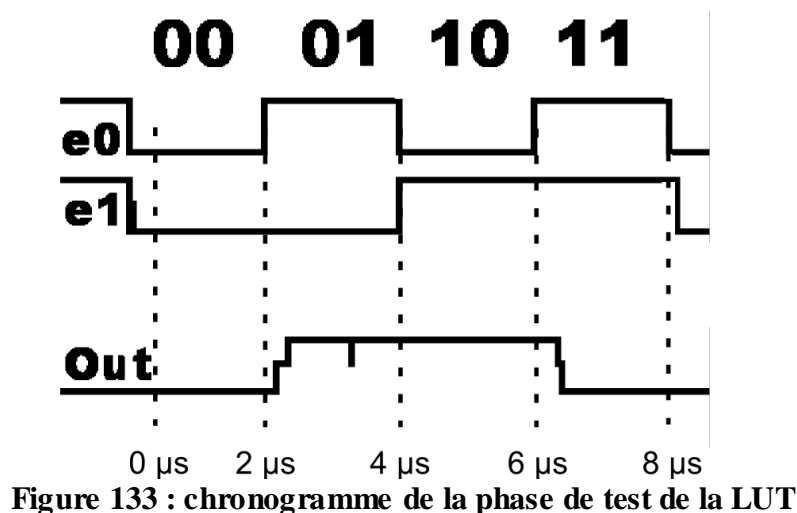 00 01 10 11
e0
e1
Out
0 µs 2 µs 4 µs 6 µs 8 µs
Figure 133 : chronogramme de la phase de test de la LUT